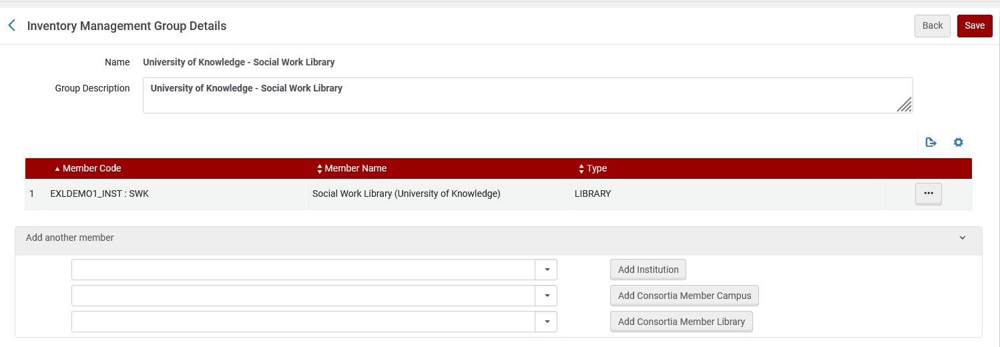 Inventory Management Group Details
Back
Save
Name
University of Knowledge - Social Work Library
Group Description
University of Knowledge - Social Work Library
Member Code
Member Name
Type
1
EXLDEMO1_INST : SWK
Social Work Library (University of Knowledge)
LIBRARY
Add another member
Add Institution
Add Consortia Member Campus
Add Consortia Member Library